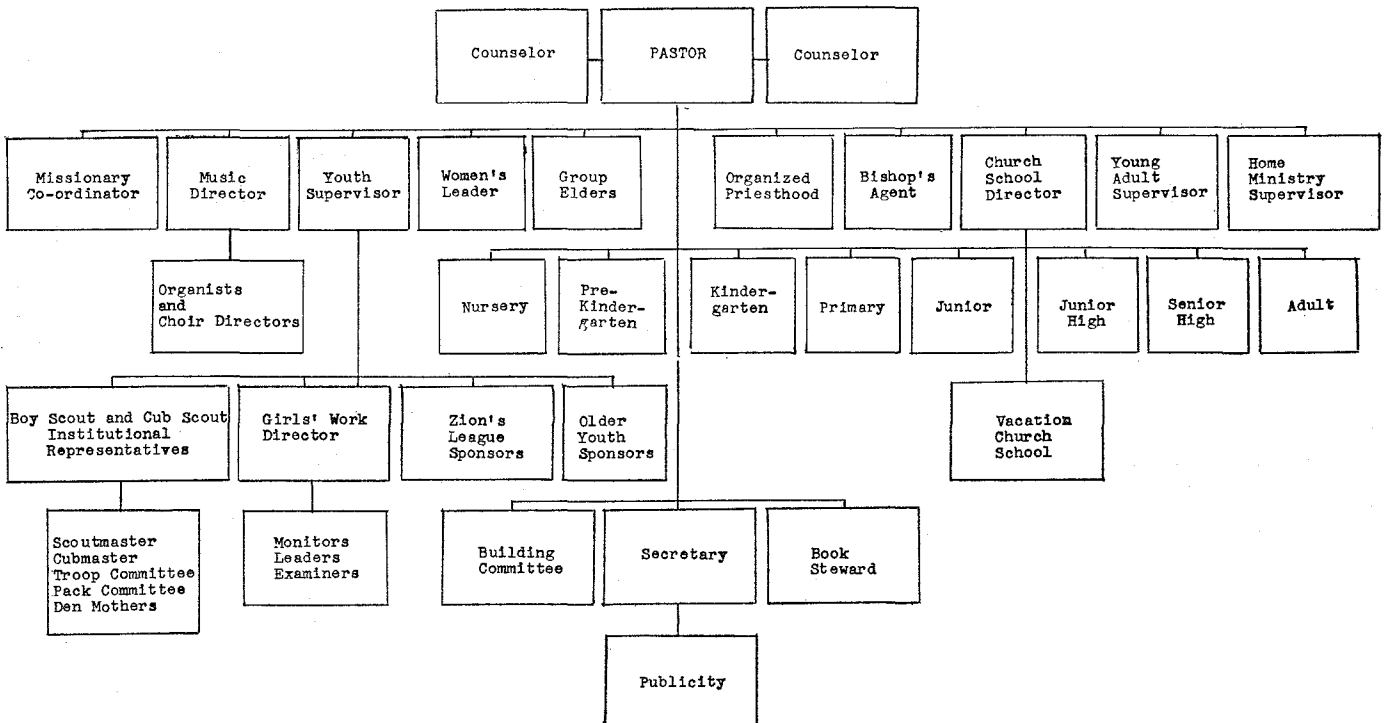 Counselor
PASTOR
Counselor
Missionary
Co-ordinator
Music
Director
Youth
Supervisor
Women's
Leader
Group
Elders
Organized
Priesthood
Bishop's
Agent
Church
School
Director
Young
Adult
Supervisor
Home
Ministry
Supervisor
Organists
and
Choir Directors
Nursery
Pre-
Kinder-
garten
Kinder-
garten
Primary
Junior
Junior
High
Senior
High
Adult
Boy Scout and Cub Scout
Institutional
Representatives
Girls' Work
Director
Zion's
League
Sponsors
Older
Youth
Sponsors
Vacation
Church
School
Scoutmaster
Cubmaster
Troop Committee
Pack Committee
Den Mothers
Monitors
Leaders
Examiners
Building
Committee
Secretary
Book
Steward
Publicity